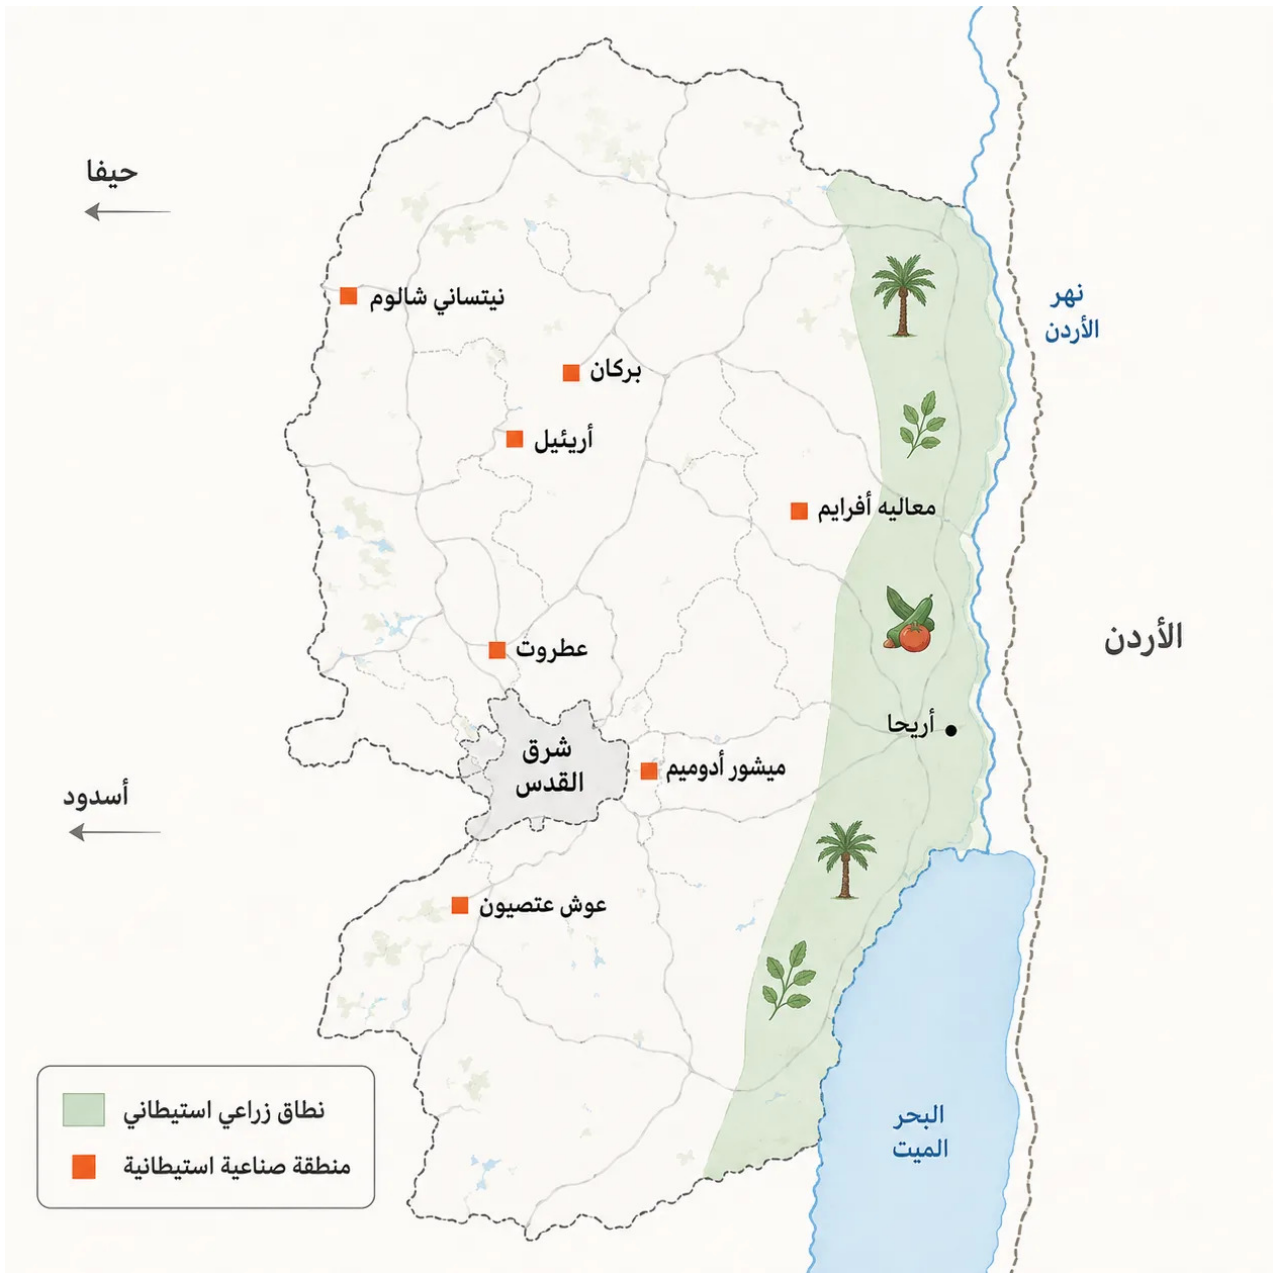 حيفا
نهر
الأردن
نيتساني شالوم
بركان
أريئيل
معاليه أفرايم
الأردن
عطروت
أريحا
شرق
القدس
ميشور أدوميم
أسدود
عوش عتصيون
البحر
الميت
نطاق زراعي استيطاني
منطقة صناعية استيطانية